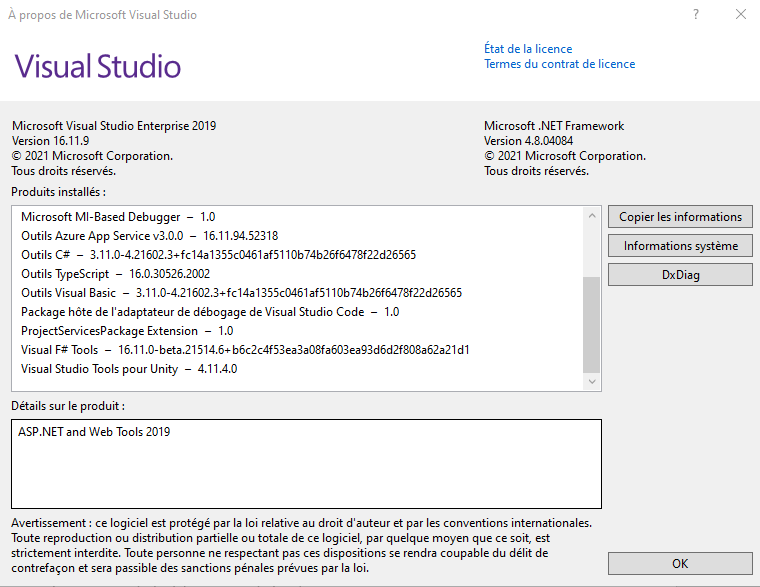 À propos de Microsoft Visual Studio
Visual Studio
État de la licence
Termes du contrat de licence
Microsoft Visual Studio Enterprise 2019
Version 16.11.9
© 2021 Microsoft Corporation.
Tous droits réservés.
Microsoft .NET Framework
Version 4.8.04084
© 2021 Microsoft Corporation.
Tous droits réservés.
Produits installés :
Microsoft MI-Based Debugger – 1.0
Outils Azure App Service v3.0.0 – 16.11.94.52318
Outils C# – 3.11.0-4.21602.3+fc14a1355c0461af5110b74b26f6478f22d26565
Outils TypeScript – 16.0.30526.2002
Outils Visual Basic – 3.11.0-4.21602.3+fc14a1355c0461af5110b74b26f6478f22d26565
Package hôte de l'adaptateur de débogage de Visual Studio Code – 1.0
ProjectServicesPackage Extension – 1.0
Visual F# Tools – 16.11.0-beta.21514.6+b6c2c4f53ea3a08fa603ea93d6d2f808a62a21d1
Visual Studio Tools pour Unity – 4.11.4.0
Copier les informations
Informations système
DxDiag
Détails sur le produit :
ASP.NET and Web Tools 2019
Avertissement : ce logiciel est protégé par la loi relative au droit d'auteur et par les conventions internationales.
Toute reproduction ou distribution partielle ou totale de ce logiciel, par quelque moyen que ce soit, est
strictement interdite. Toute personne ne respectant pas ces dispositions se rendra coupable du délit de
contrefaçon et sera passible des sanctions pénales prévues par la loi.
OK